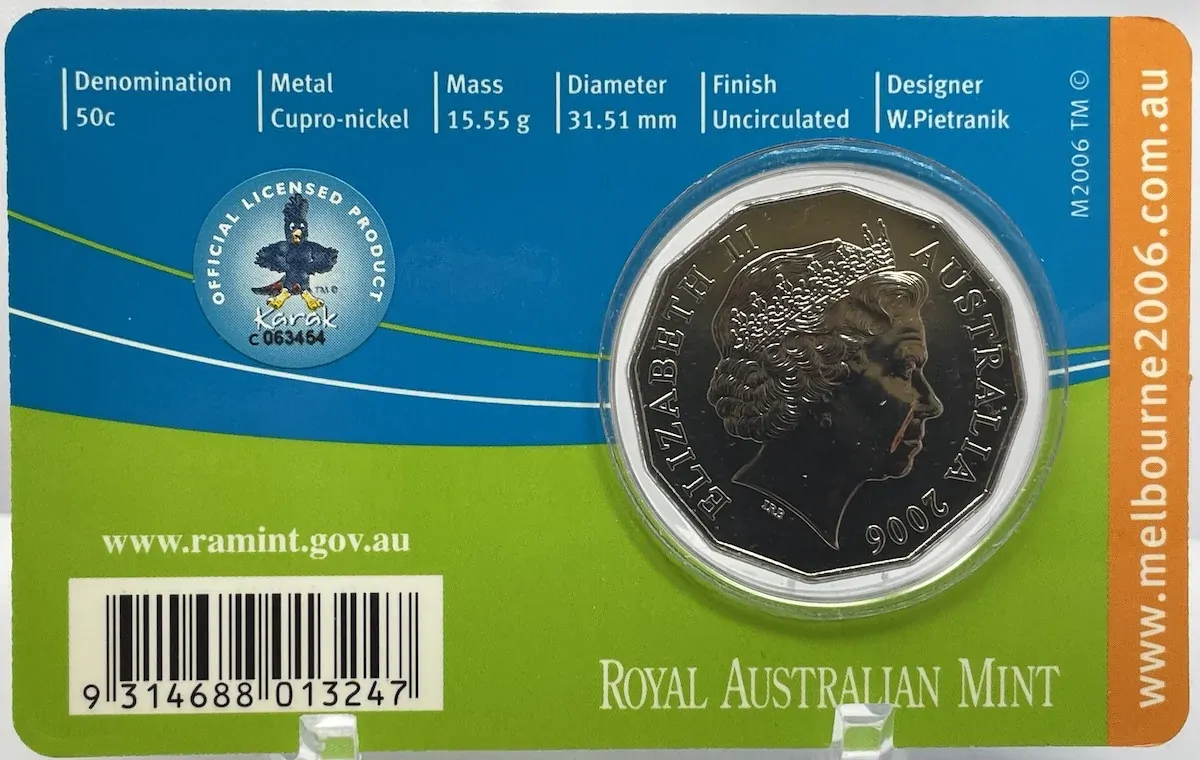 Denomination
50c
Metal
Cupro-nickel
Mass
15.55 g
Diameter
31.51 mm
Finish
Uncirculated
Designer
W.Pietranik
M2006 TM ©
www.melbourne2006.com.au
OFFICIAL LICENSED PRODUCT
TM ©
Karak
C 063454
ELIZABETH II AUSTRALIA 2006
IRB
www.ramint.gov.au
9 314688 013247
ROYAL AUSTRALIAN MINT